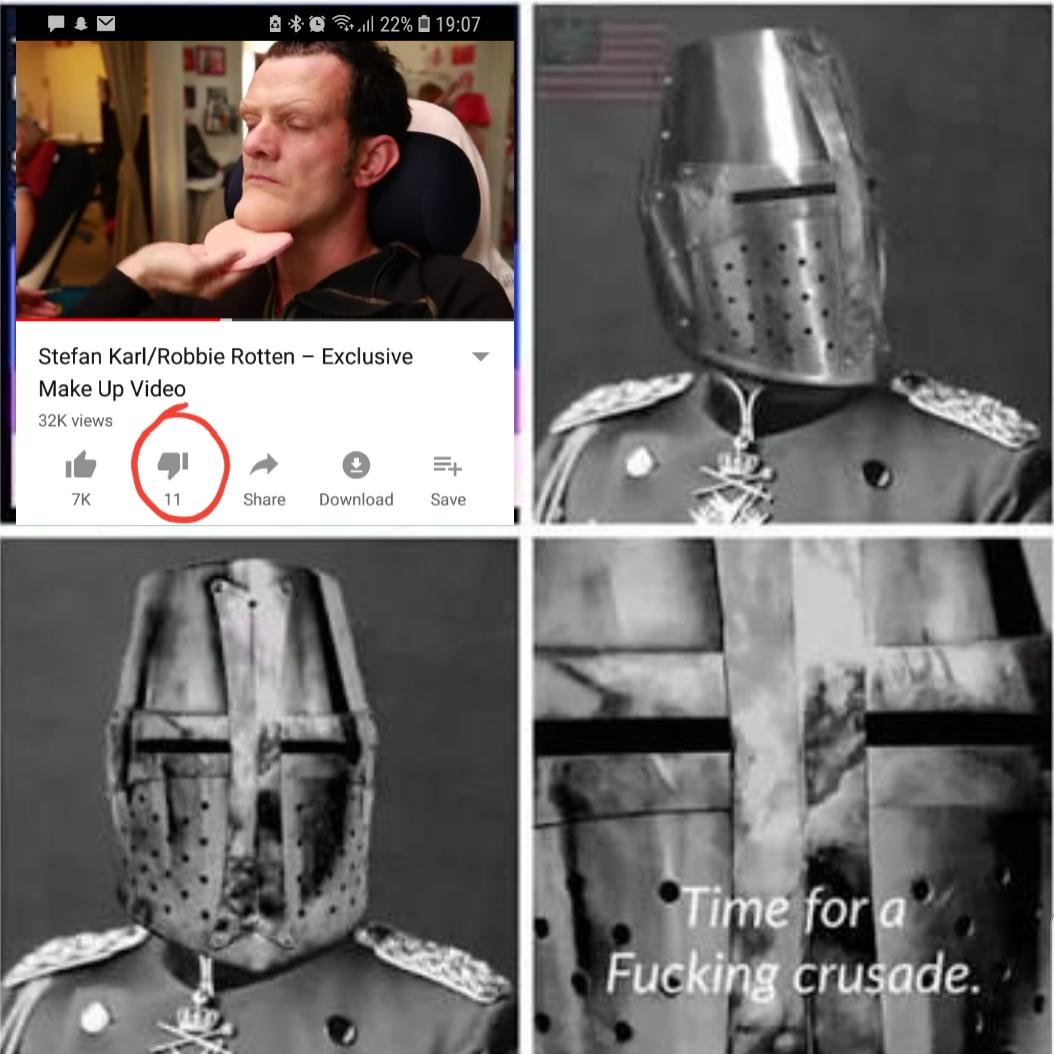 22% 19:07
Stefan Karl/Robbie Rotten – Exclusive
Make Up Video
32K views
7K 11 Share Download Save
Time for a
Fucking crusade.